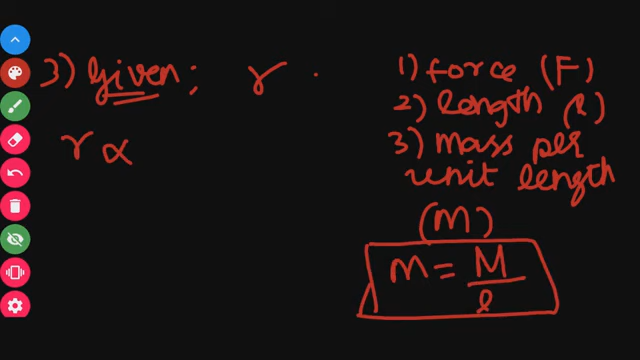 3) Given ; r .
r ∝
1) force (F)
2) length (l)
3) mass per
unit length
(m)
m = M/l